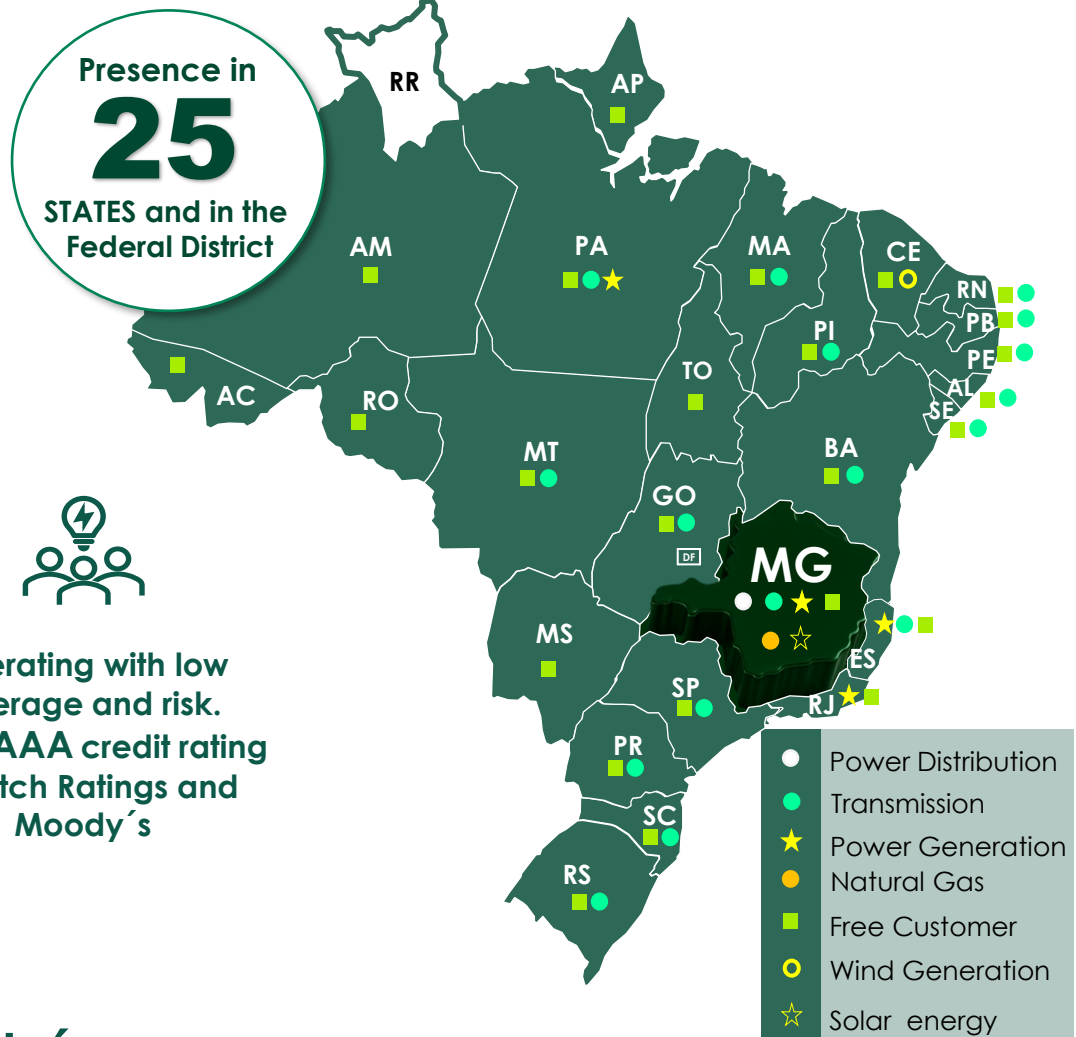 Presence in
25
STATES and in the
Federal District
RR
AP
AM
PA
MA
CE
RN
PB
PI
PE
TO
AL
SE
AC
RO
MT
BA
GO
DF
MG
MS
ES
SP
RJ
PR
SC
RS
erating with low
erage and risk.
AAA credit rating
tch Ratings and
Moody´s
Power Distribution
Transmission
Power Generation
Natural Gas
Free Customer
Wind Generation
Solar energy